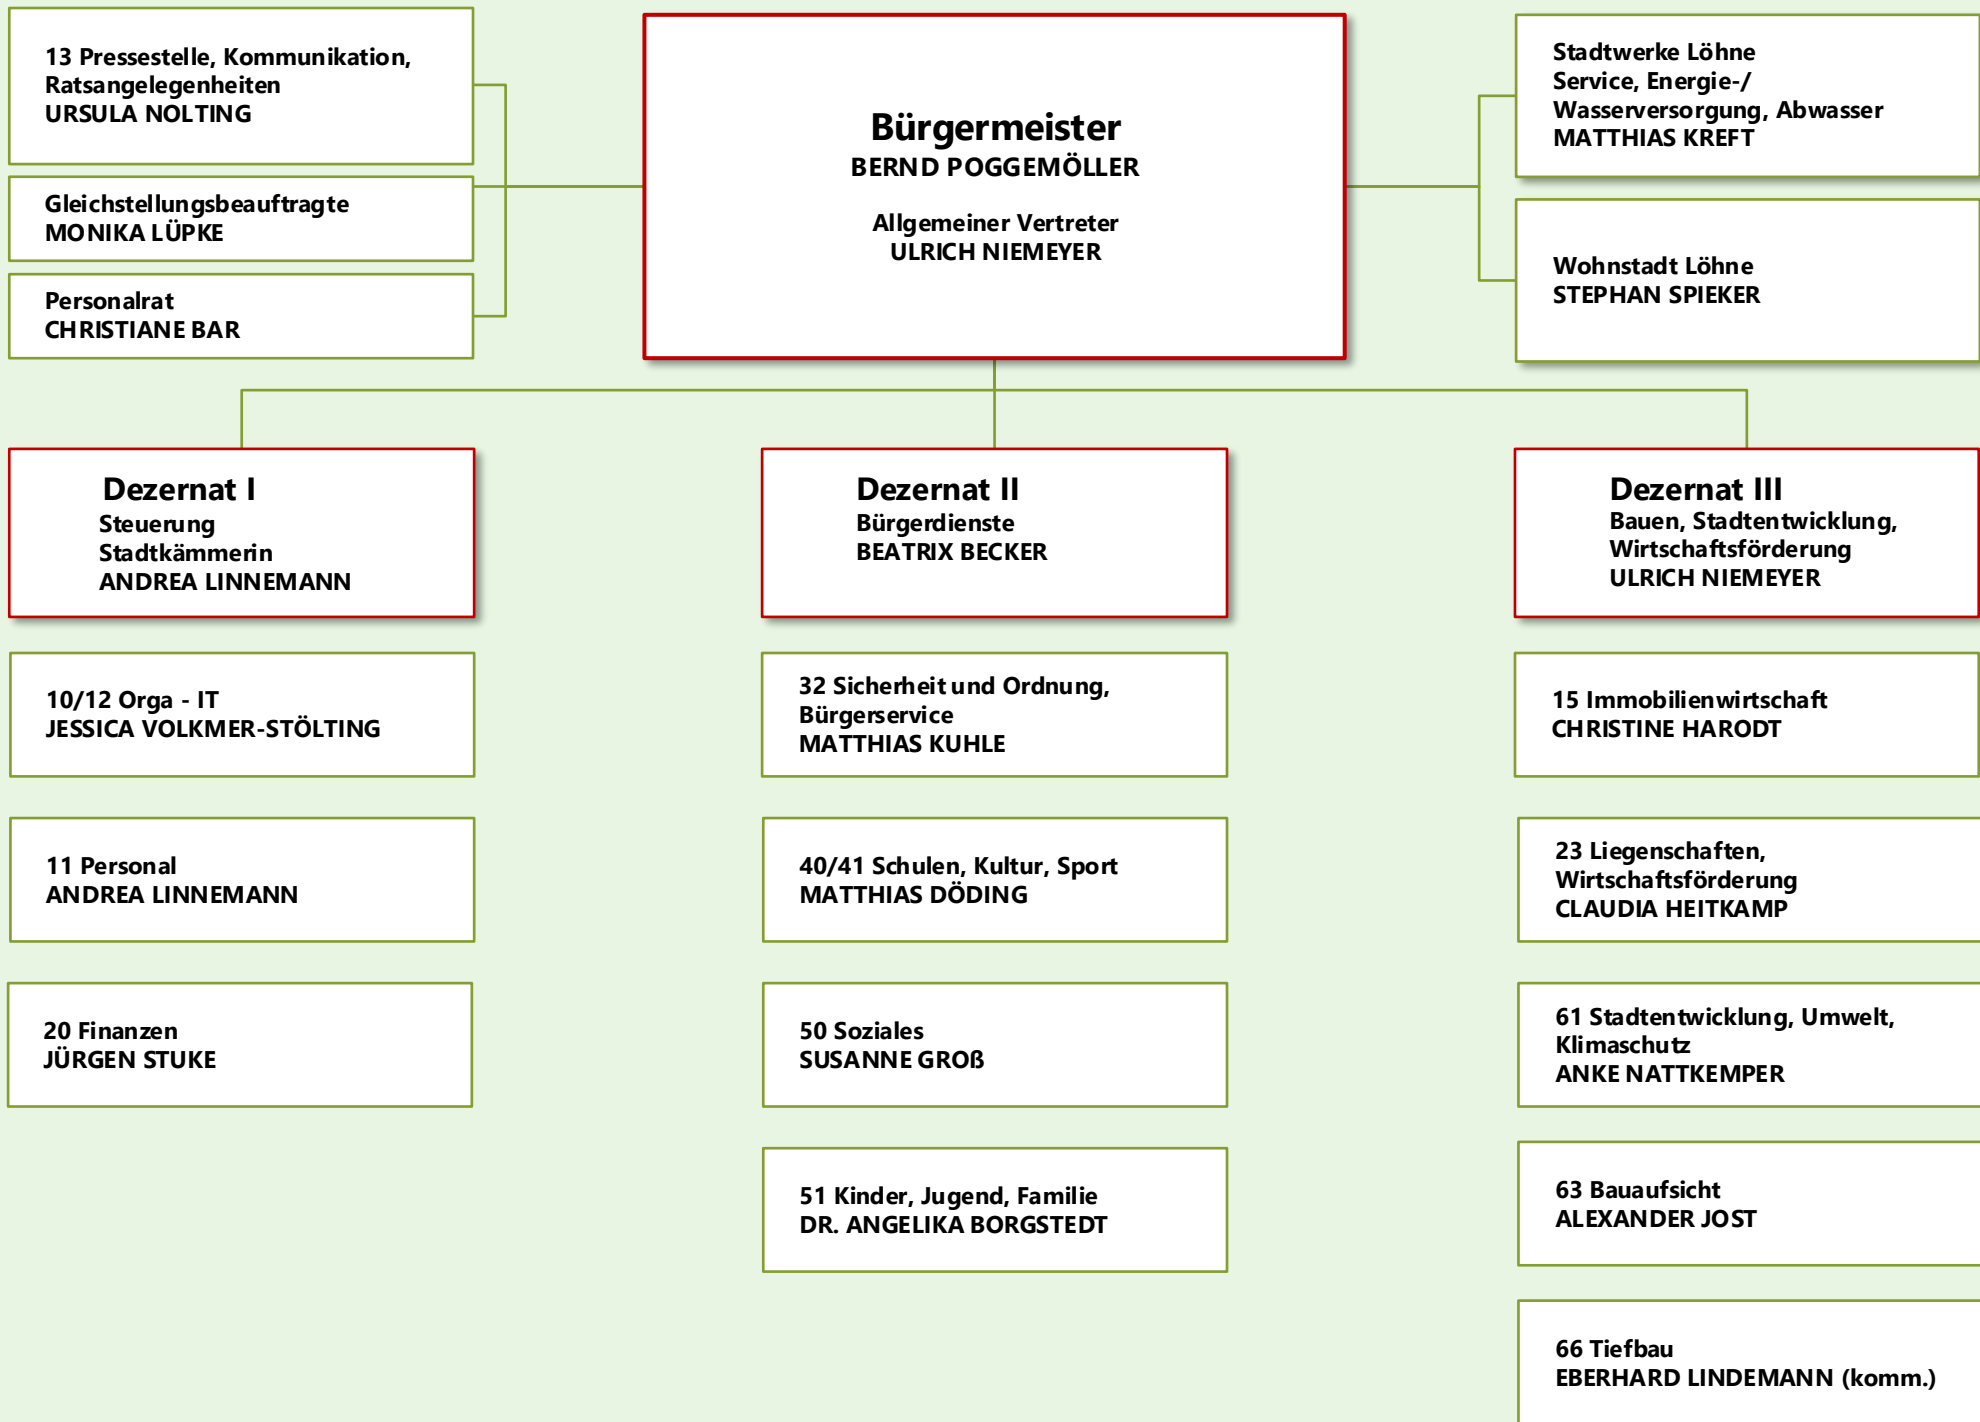 13 Pressestelle, Kommunikation,
Ratsangelegenheiten
URSULA NOLTING
Gleichstellungsbeauftragte
MONIKA LÜPKE
Personalrat
CHRISTIANE BAR
Bürgermeister
BERND POGGEMÖLLER
Allgemeiner Vertreter
ULRICH NIEMEYER
Stadtwerke Löhne
Service, Energie-/
Wasserversorgung, Abwasser
MATTHIAS KREFT
Wohnstadt Löhne
STEPHAN SPIEKER
Dezernat I
Steuerung
Stadtkämmerin
ANDREA LINNEMANN
10/12 Orga - IT
JESSICA VOLKMER-STÖLTING
11 Personal
ANDREA LINNEMANN
20 Finanzen
JÜRGEN STUKE
Dezernat II
Bürgerdienste
BEATRIX BECKER
32 Sicherheit und Ordnung,
Bürgerservice
MATTHIAS KUHLE
40/41 Schulen, Kultur, Sport
MATTHIAS DÖDING
50 Soziales
SUSANNE GROß
51 Kinder, Jugend, Familie
DR. ANGELIKA BORGSTEDT
Dezernat III
Bauen, Stadtentwicklung,
Wirtschaftsförderung
ULRICH NIEMEYER
15 Immobilienwirtschaft
CHRISTINE HARODT
23 Liegenschaften,
Wirtschaftsförderung
CLAUDIA HEITKAMP
61 Stadtentwicklung, Umwelt,
Klimaschutz
ANKE NATTKEMPER
63 Bauaufsicht
ALEXANDER JOST
66 Tiefbau
EBERHARD LINDEMANN (komm.)